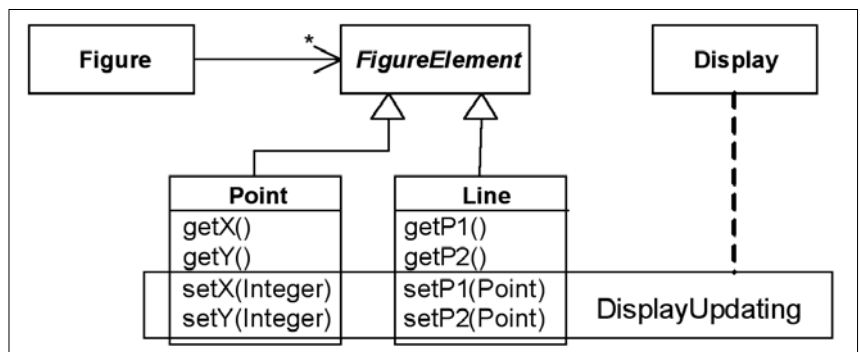 Figure
*
FigureElement
Display
Point
getX()
getY()
setX(Integer)
setY(Integer)
Line
getP1()
getP2()
setP1(Point)
setP2(Point)
DisplayUpdating